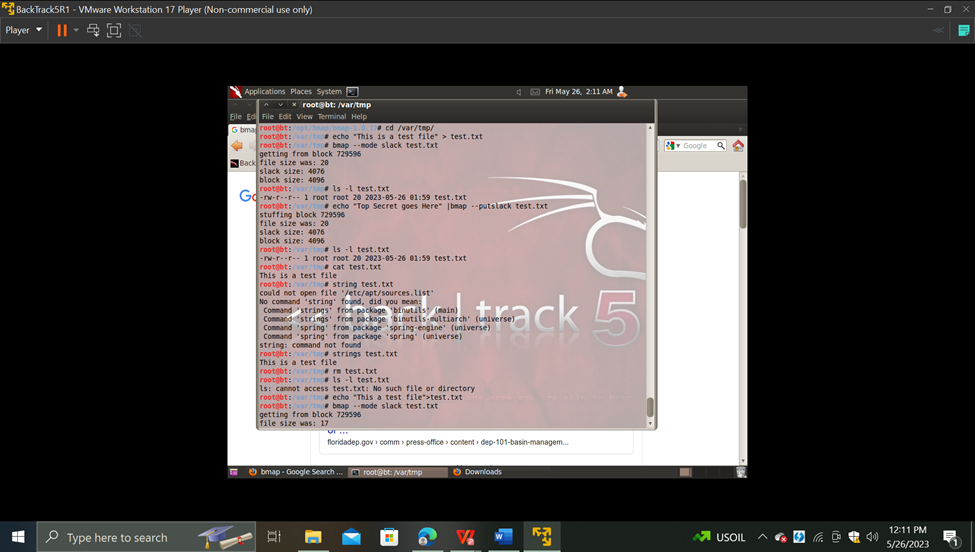 BackTrack5R1 - VMware Workstation 17 Player (Non-commercial use only)
Player
Applications Places System
Fri May 26, 2:11 AM
root@bt: /var/tmp
File Edit View Terminal Help
root@bt:/opt/bmap/bmap-1.0.17# cd /var/tmp/
root@bt:/var/tmp# echo "This is a test file" > test.txt
root@bt:/var/tmp# bmap --mode slack test.txt
getting from block 729596
file size was: 20
slack size: 4076
block size: 4096
root@bt:/var/tmp# ls -l test.txt
-rw-r--r-- 1 root root 20 2023-05-26 01:59 test.txt
root@bt:/var/tmp# echo "Top Secret goes Here" |bmap --putslack test.txt
stuffing block 729596
file size was: 20
slack size: 4076
block size: 4096
root@bt:/var/tmp# ls -l test.txt
-rw-r--r-- 1 root root 20 2023-05-26 01:59 test.txt
root@bt:/var/tmp# cat test.txt
This is a test file
root@bt:/var/tmp# string test.txt
could not open file '/etc/apt/sources.list'
No command 'string' found, did you mean:
Command 'strings' from package 'binutils' (main)
Command 'strings' from package 'binutils-multiarch' (universe)
Command 'spring' from package 'spring-engine' (universe)
Command 'spring' from package 'spring' (universe)
string: command not found
root@bt:/var/tmp# strings test.txt
This is a test file
root@bt:/var/tmp# rm test.txt
root@bt:/var/tmp# ls -l test.txt
ls: cannot access test.txt: No such file or directory
root@bt:/var/tmp# echo "This a test file">test.txt
root@bt:/var/tmp# bmap --mode slack test.txt
getting from block 729596
file size was: 17
<< back | track 5
File Ed
bmap
Back
Google
Go
or ...
floridadep.gov › comm › press-office › content › dep-101-basin-managem...
bmap - Google Search ...
root@bt: /var/tmp
Downloads
Type here to search
USOIL
12:11 PM
5/26/2023
1